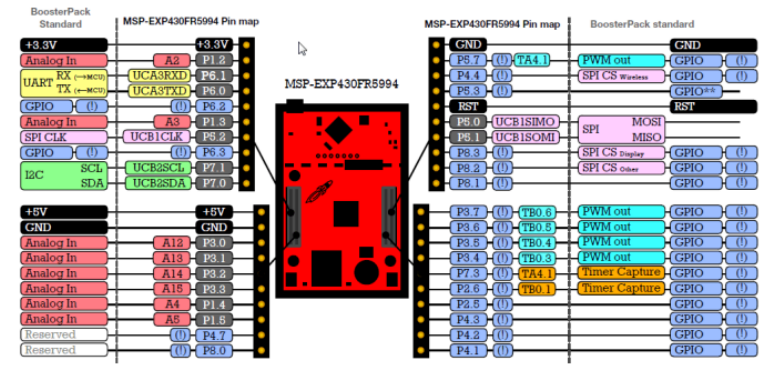 BoosterPack
Standard
MSP-EXP430FR5994 Pin map
+3.3V +3.3V
Analog In A2 P1.2
UART RX (→MCU) UCA3RXD P6.1
TX (←MCU) UCA3TXD P6.0
GPIO (!) (!) P6.2
Analog In A3 P1.3
SPI CLK UCB1CLK P5.2
GPIO (!) (!) P6.3
I2C SCL UCB2SCL P7.1
SDA UCB2SDA P7.0
+5V +5V
GND GND
Analog In A12 P3.0
Analog In A13 P3.1
Analog In A14 P3.2
Analog In A15 P3.3
Analog In A4 P1.4
Analog In A5 P1.5
Reserved (!) P4.7
Reserved (!) P8.0
MSP-EXP430FR5994
MSP-EXP430FR5994 Pin map
BoosterPack standard
GND GND
P5.7 (!) TA4.1 PWM out GPIO (!)
P4.4 (!) SPI CS Wireless GPIO (!)
P5.3 (!) GPIO**
RST RST
P5.0 UCB1SIMO SPI MOSI
P5.1 UCB1SOMI MISO
P8.3 (!) SPI CS Display GPIO (!)
P8.2 (!) SPI CS Other GPIO (!)
P8.1 (!) GPIO (!)
P3.7 (!) TB0.6 PWM out GPIO (!)
P3.6 (!) TB0.5 PWM out GPIO (!)
P3.5 (!) TB0.4 PWM out GPIO (!)
P3.4 (!) TB0.3 PWM out GPIO (!)
P7.3 (!) TA4.1 Timer Capture GPIO (!)
P2.6 (!) TB0.1 Timer Capture GPIO (!)
P2.5 (!) GPIO (!)
P4.3 (!) GPIO (!)
P4.2 (!) GPIO (!)
P4.1 (!) GPIO (!)